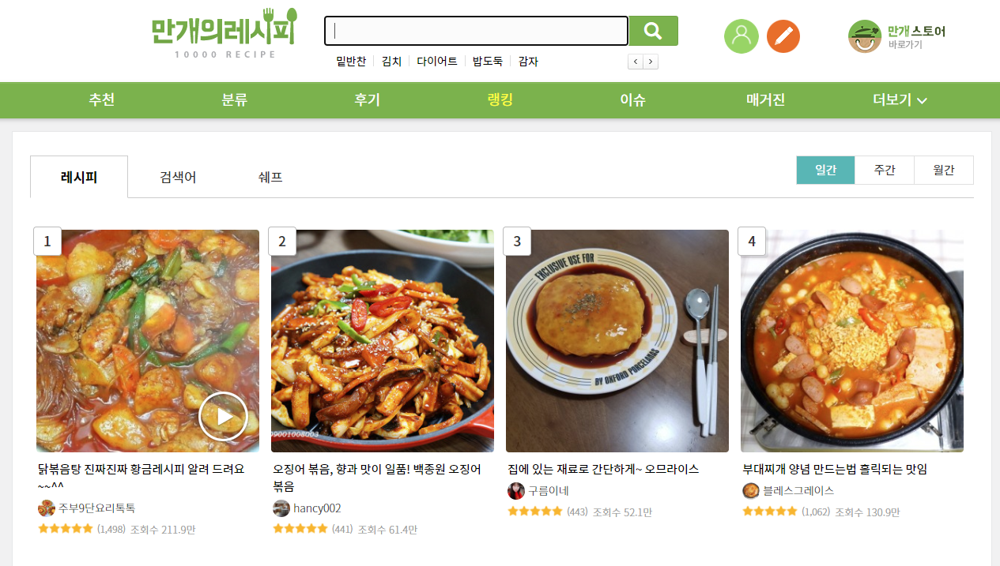 만개의레시피
10000 RECIPE
밑반찬 김치 다이어트 밥도둑 감자
만개스토어
바로가기
추천 분류 후기 랭킹 이슈 매거진 더보기
레시피 검색어 쉐프
일간 주간 월간
1
닭볶음탕 진짜진짜 황금레시피 알려 드려요
~~^^
주부9단요리톡톡
(1,498) 조회수 211.9만
2
09001008003
오징어 볶음, 향과 맛이 일품! 백종원 오징어
볶음
hancy002
(441) 조회수 61.4만
3
EXCLUSIVE USE FOR
BY OXFORD PORCELANAS
집에 있는 재료로 간단하게~ 오므라이스
구름이네
(443) 조회수 52.1만
4
부대찌개 양념 만드는법 홀릭되는 맛임
블레스그레이스
(1,062) 조회수 130.9만